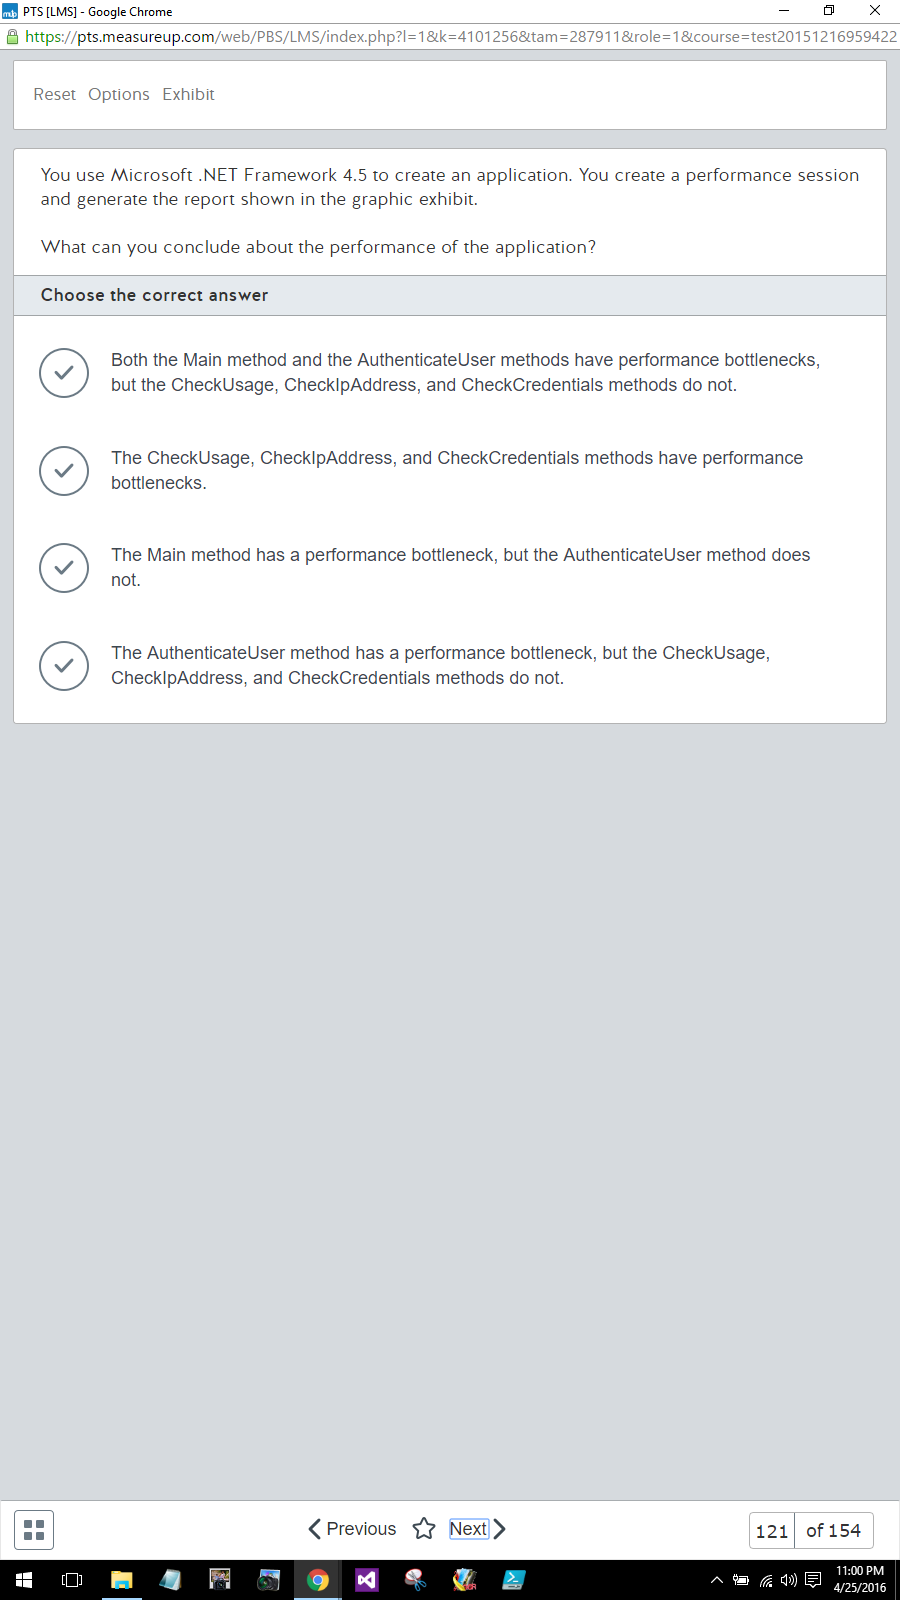 PTS [LMS] - Google Chrome
https://pts.measureup.com/web/PBS/LMS/index.php?l=1&k=4101256&tam=287911&role=1&course=test20151216959422
Reset Options Exhibit
You use Microsoft .NET Framework 4.5 to create an application. You create a performance session
and generate the report shown in the graphic exhibit.
What can you conclude about the performance of the application?
Choose the correct answer
Both the Main method and the AuthenticateUser methods have performance bottlenecks,
but the CheckUsage, CheckIpAddress, and CheckCredentials methods do not.
The CheckUsage, CheckIpAddress, and CheckCredentials methods have performance
bottlenecks.
The Main method has a performance bottleneck, but the AuthenticateUser method does
not.
The AuthenticateUser method has a performance bottleneck, but the CheckUsage,
CheckIpAddress, and CheckCredentials methods do not.
Previous Next 121 of 154
11:00 PM
4/25/2016